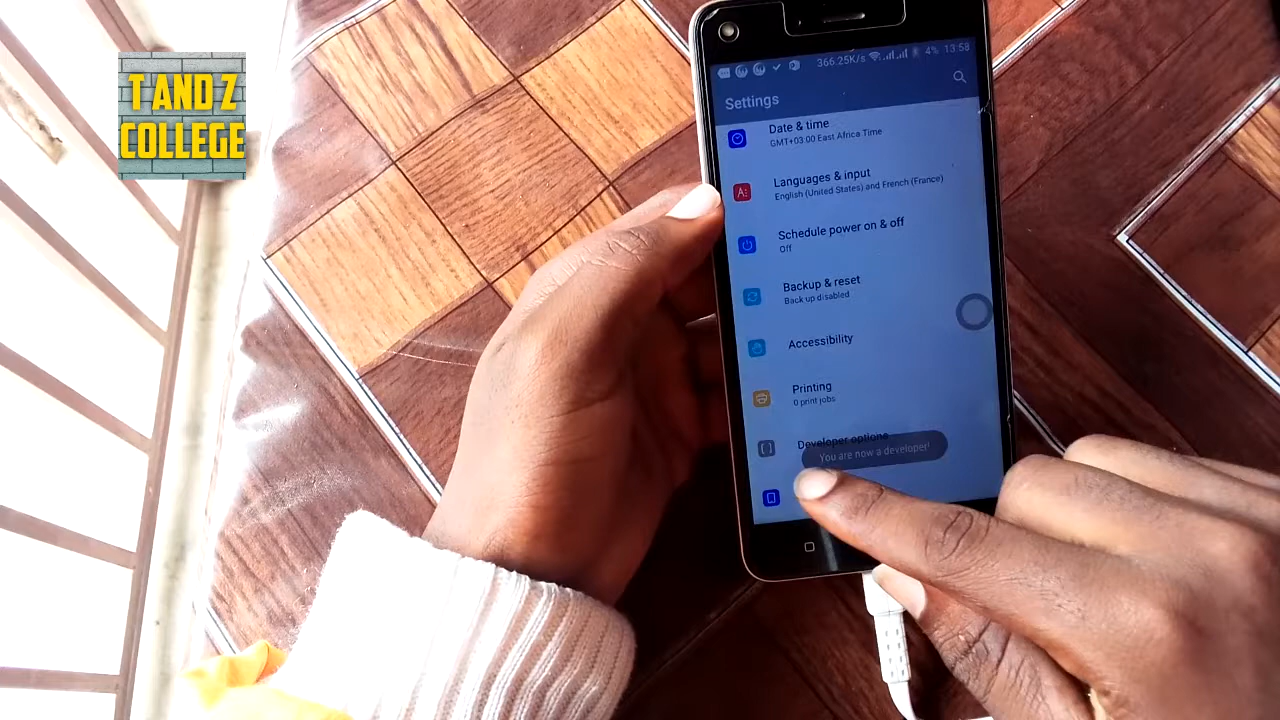 T AND Z
COLLEGE
366.25K/s 4% 13:58
Settings
Date & time
GMT+03:00 East Africa Time
Languages & input
English (United States) and French (France)
Schedule power on & off
Off
Backup & reset
Back up disabled
Accessibility
Printing
0 print jobs
Developer options
You are now a developer!